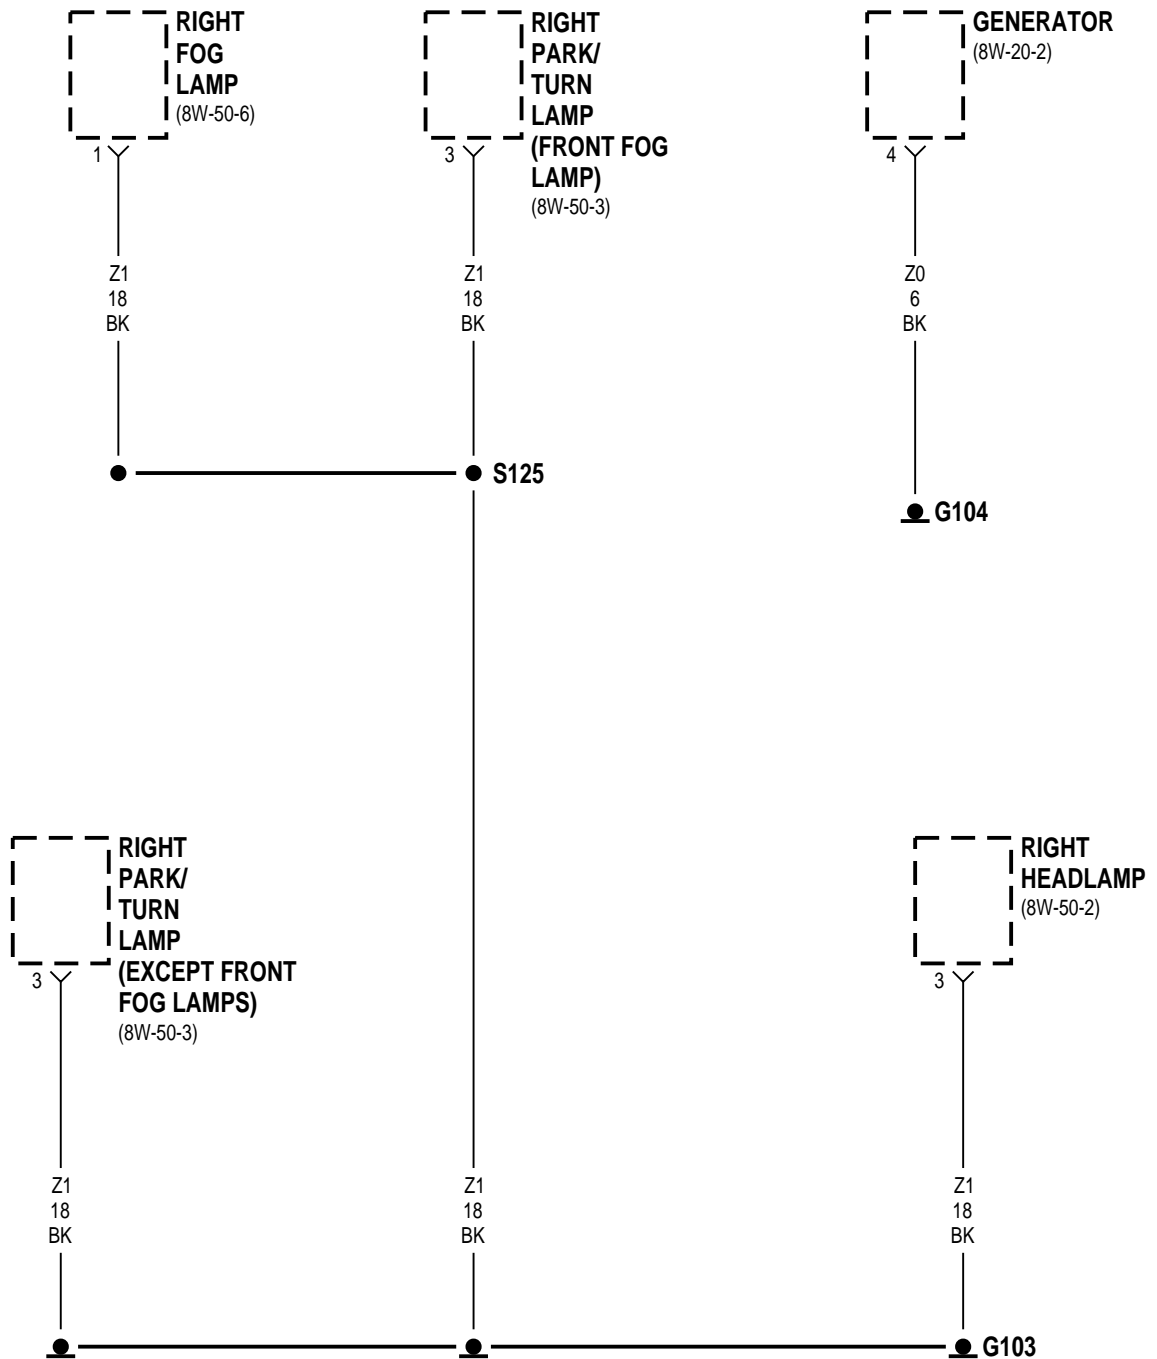 RIGHT
FOG
LAMP
(8W-50-6)
1
Z1
18
BK
RIGHT
PARK/
TURN
LAMP
(FRONT FOG
LAMP)
(8W-50-3)
3
Z1
18
BK
S125
GENERATOR
(8W-20-2)
4
Z0
6
BK
G104
RIGHT
PARK/
TURN
LAMP
(EXCEPT FRONT
FOG LAMPS)
(8W-50-3)
3
Z1
18
BK
Z1
18
BK
RIGHT
HEADLAMP
(8W-50-2)
3
Z1
18
BK
G103